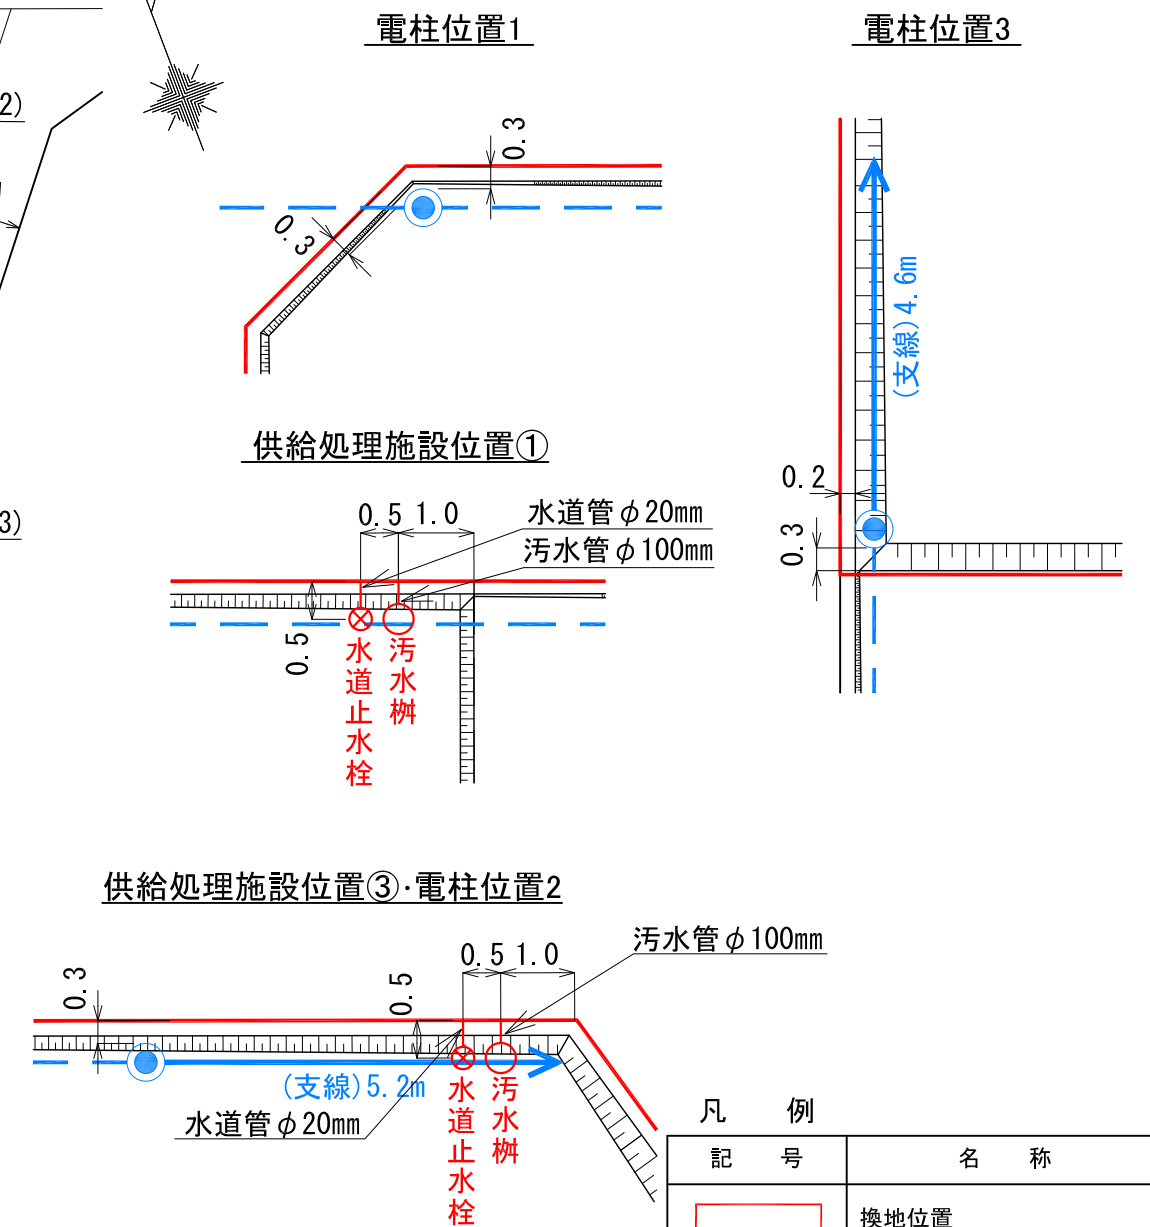 電柱位置1
電柱位置3
2)
0.3
0.3
(支線)4.6m
供給処理施設位置①
0.2
0.3
0.5 1.0
水道管φ20mm
汚水管φ100mm
3)
0.5
水道止水栓
汚水桝
供給処理施設位置③・電柱位置2
汚水管φ100mm
0.5 1.0
0.3
0.5
(支線)5.2m
水道管φ20mm
水道止水栓
汚水桝
凡 例
記 号 名 称
換地位置